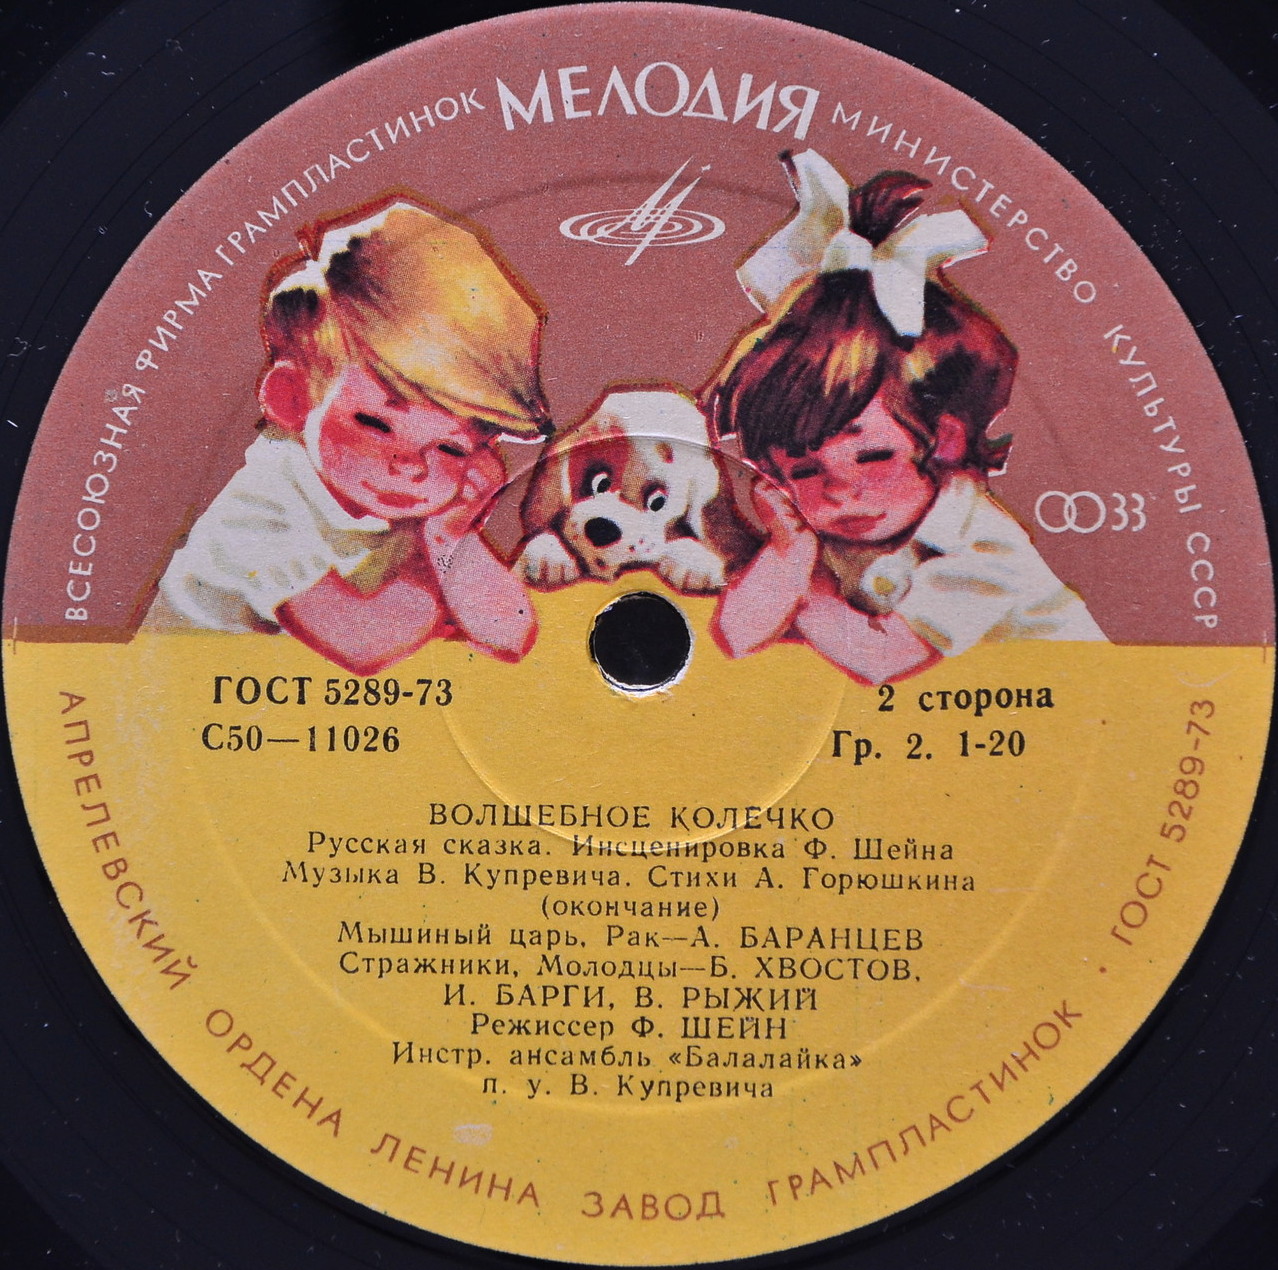 ВСЕСОЮЗНАЯ ФИРМА ГРАМПЛАСТИНОК МЕЛОДИЯ МИНИСТЕРСТВО КУЛЬТУРЫ СССР
33
ГОСТ 5289-73
2 сторона
С50—11026
Гр. 2. 1-20
ВОЛШЕБНОЕ КОЛЕЧКО
Русская сказка. Инсценировка Ф. Шейна
Музыка В. Купревича. Стихи А. Горюшкина
(окончание)
Мышиный царь, Рак—А. БАРАНЦЕВ
Стражники, Молодцы—Б. ХВОСТОВ,
И. БАРГИ, В. РЫЖИЙ
Режиссер Ф. ШЕЙН
Инстр. ансамбль «Балалайка»
п. у. В. Купревича
АПРЕЛЕВСКИЙ ОРДЕНА ЛЕНИНА ЗАВОД ГРАМПЛАСТИНОК · ГОСТ 5289-73